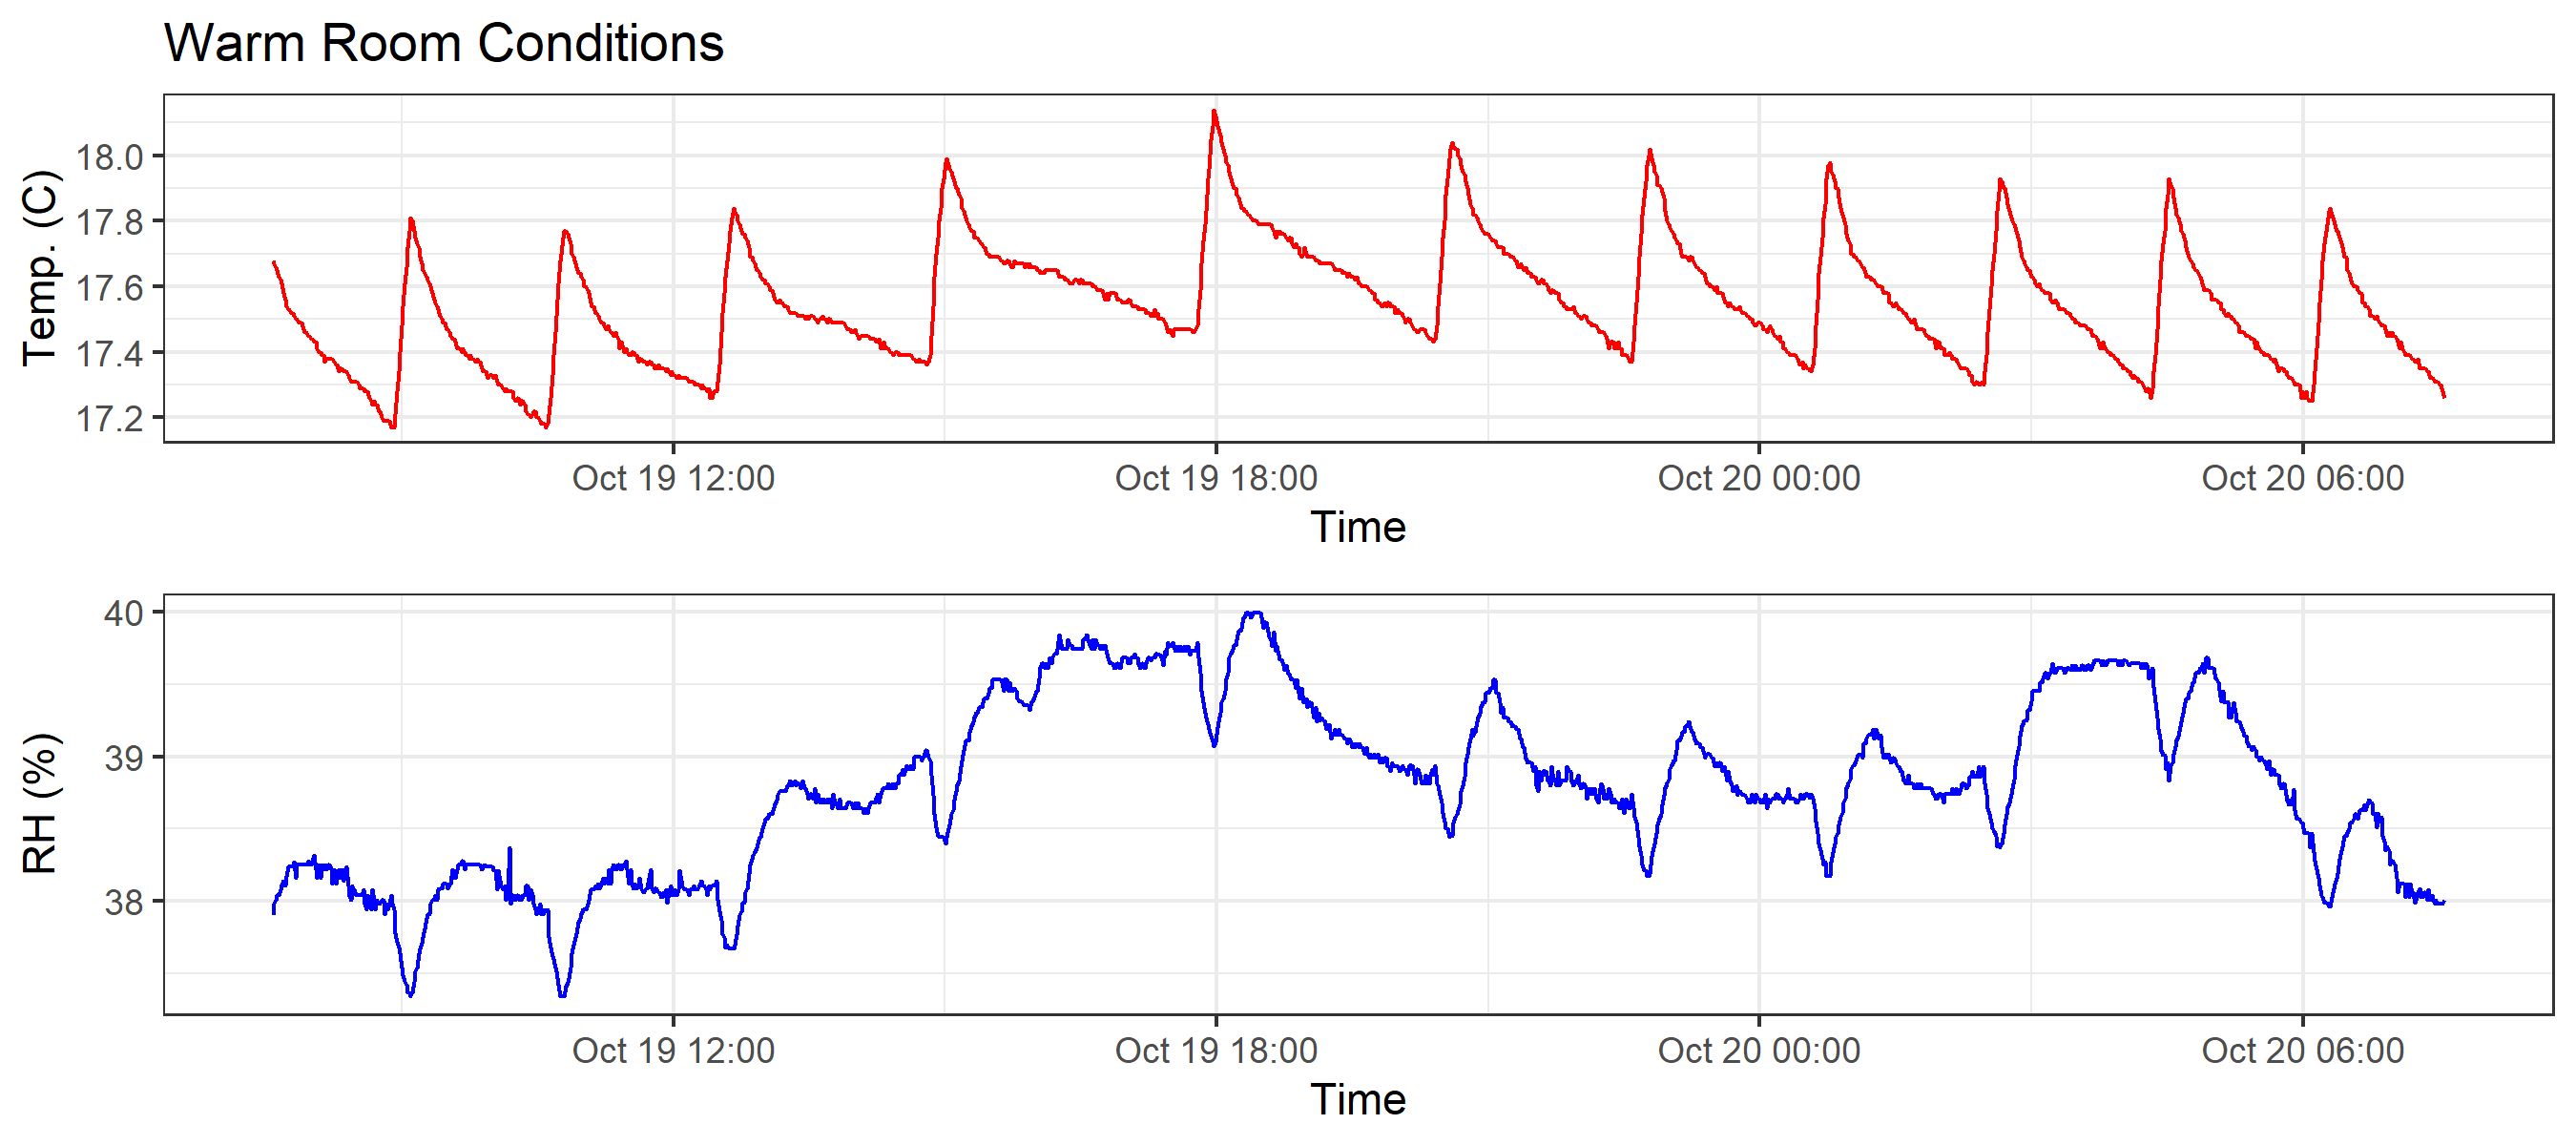 Warm Room Conditions
Temp. (C)
18.0
17.8
17.6
17.4
17.2
Oct 19 12:00 Oct 19 18:00 Oct 20 00:00 Oct 20 06:00
Time
RH (%)
40
39
38
Oct 19 12:00 Oct 19 18:00 Oct 20 00:00 Oct 20 06:00
Time